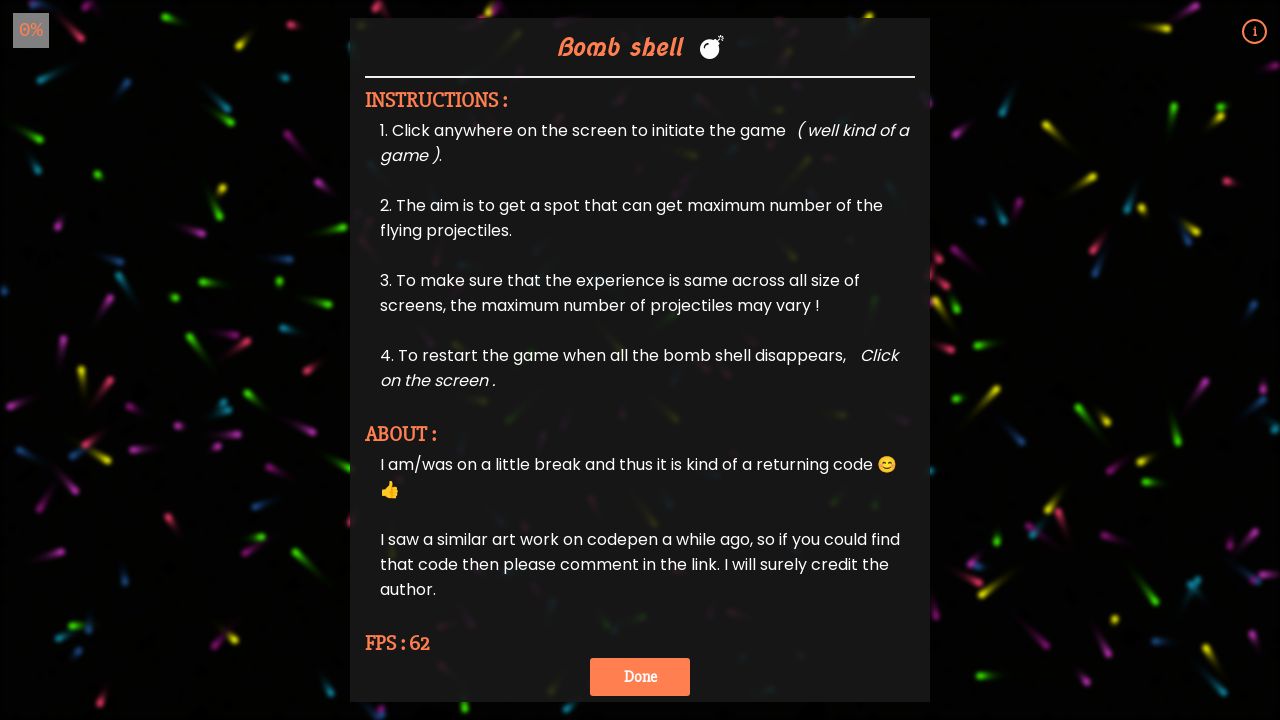 0%
i
Bomb shell 💣
INSTRUCTIONS :
1. Click anywhere on the screen to initiate the game ( well kind of a
game ).
2. The aim is to get a spot that can get maximum number of the
flying projectiles.
3. To make sure that the experience is same across all size of
screens, the maximum number of projectiles may vary !
4. To restart the game when all the bomb shell disappears, Click
on the screen .
ABOUT :
I am/was on a little break and thus it is kind of a returning code 😊
👍
I saw a similar art work on codepen a while ago, so if you could find
that code then please comment in the link. I will surely credit the
author.
FPS : 62
Done